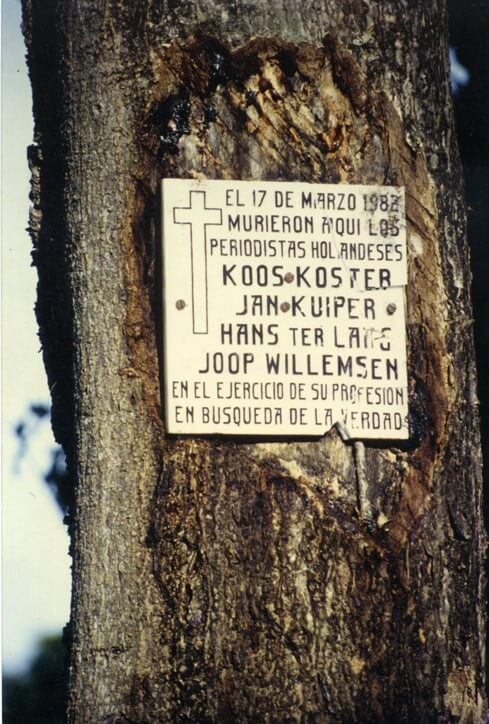 EL 17 DE MARZO 1982
MURIERON AQUI LOS
PERIODISTAS HOLANDESES
KOOS KOSTER
JAN KUIPER
HANS TER LAAG
JOOP WILLEMSEN
EN EL EJERCICIO DE SU PROFESION
EN BUSQUEDA DE LA VERDAD